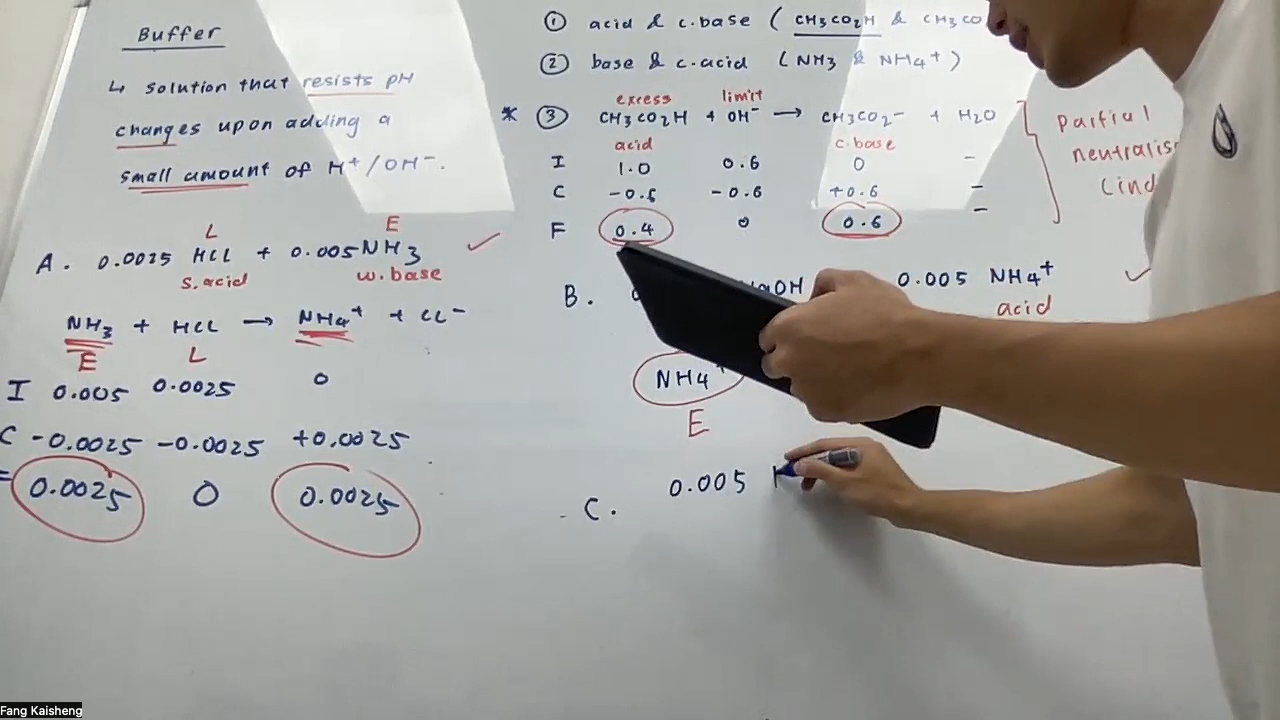 Buffer
↳ solution that resists pH
changes upon adding a
small amount of H⁺/OH⁻.
L E
A. 0.0025 HCl + 0.005 NH3 ✓
s.acid w.base
NH3 + HCl → NH4⁺ + Cl⁻
E L
I 0.005 0.0025 0
C -0.0025 -0.0025 +0.0025
0.0025 0 0.0025
① acid & c.base ( CH3CO2H & CH3CO
② base & c.acid (NH3 & NH4⁺)
excess limit
* ③ CH3CO2H + OH⁻ → CH3CO2⁻ + H2O
acid c.base
I 1.0 0.6 0 -
C -0.6 -0.6 +0.6 -
F 0.4 0 0.6 -
Partial
B. 0.005 NH4⁺ ✓
acid
NH4⁺
E
C. 0.005
Fang Kaisheng